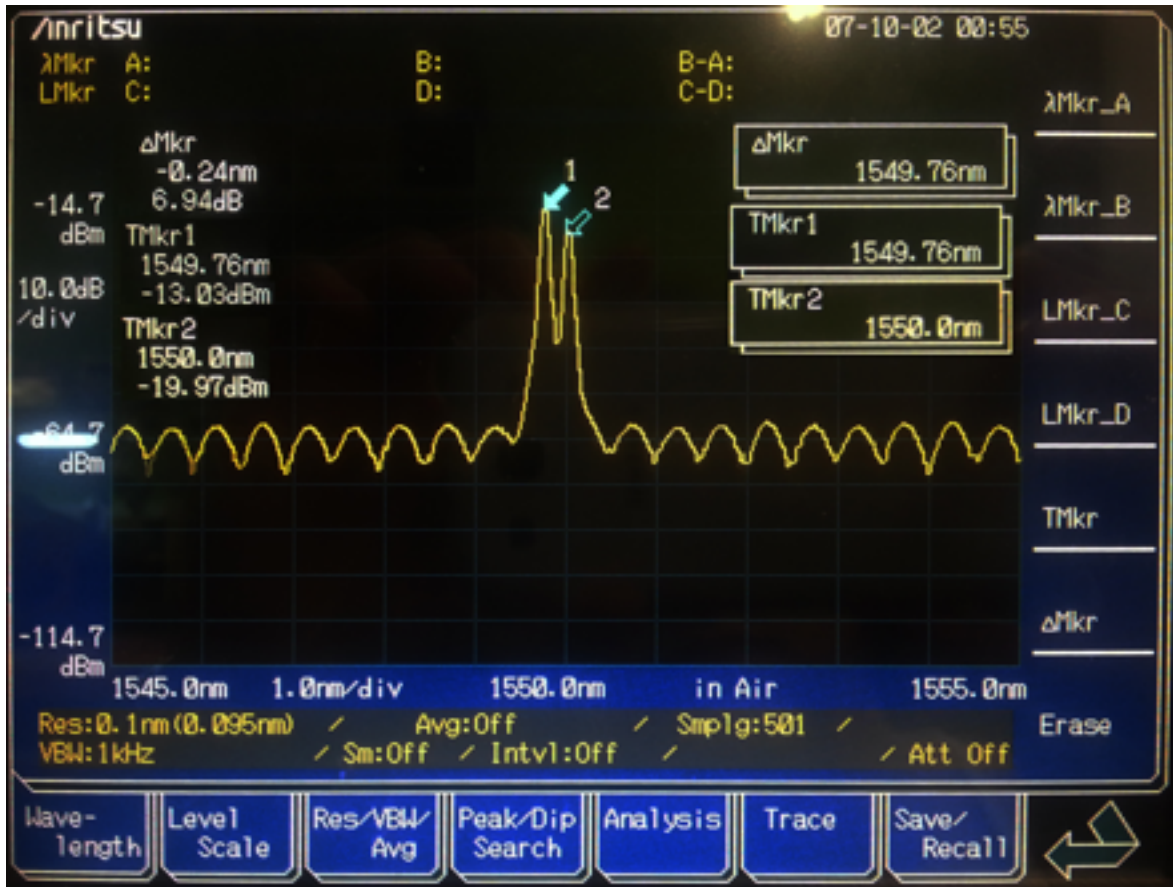 Anritsu 07-10-02 00:55
λMkr A: B: B-A:
LMkr C: D: C-D:
ΔMkr
-0.24nm
6.94dB
TMkr1
1549.76nm
-13.03dBm
TMkr2
1550.0nm
-19.97dBm
-14.7
dBm
10.0dB
/div
-64.7
dBm
-114.7
dBm
1
2
ΔMkr
1549.76nm
TMkr1
1549.76nm
TMkr2
1550.0nm
λMkr_A
λMkr_B
LMkr_C
LMkr_D
TMkr
ΔMkr
Erase
1545.0nm 1.0nm/div 1550.0nm in Air 1555.0nm
Res:0.1nm(0.095nm) / Avg:Off / Smplg:501 /
VBW:1kHz / Sm:Off / Intvl:Off / / Att Off
Wave-
length
Level
Scale
Res/VBW/
Avg
Peak/Dip
Search
Analysis
Trace
Save/
Recall